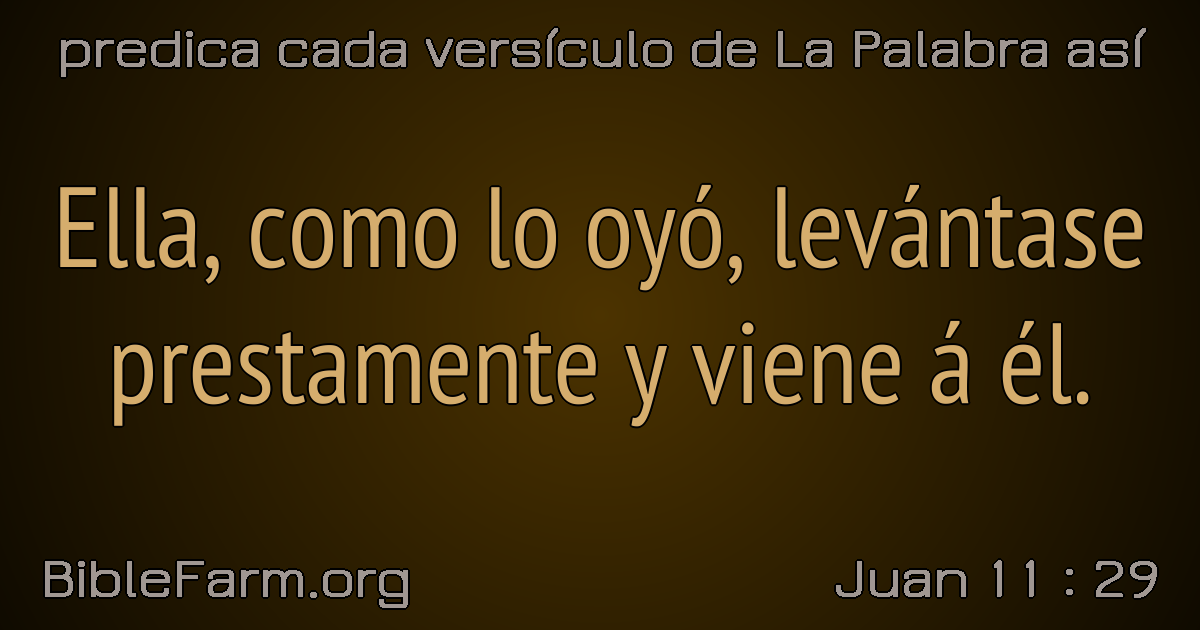 predica cada versículo de La Palabra así
Ella, como lo oyó, levántase
prestamente y viene á él.
BibleFarm.org
Juan 11 : 29